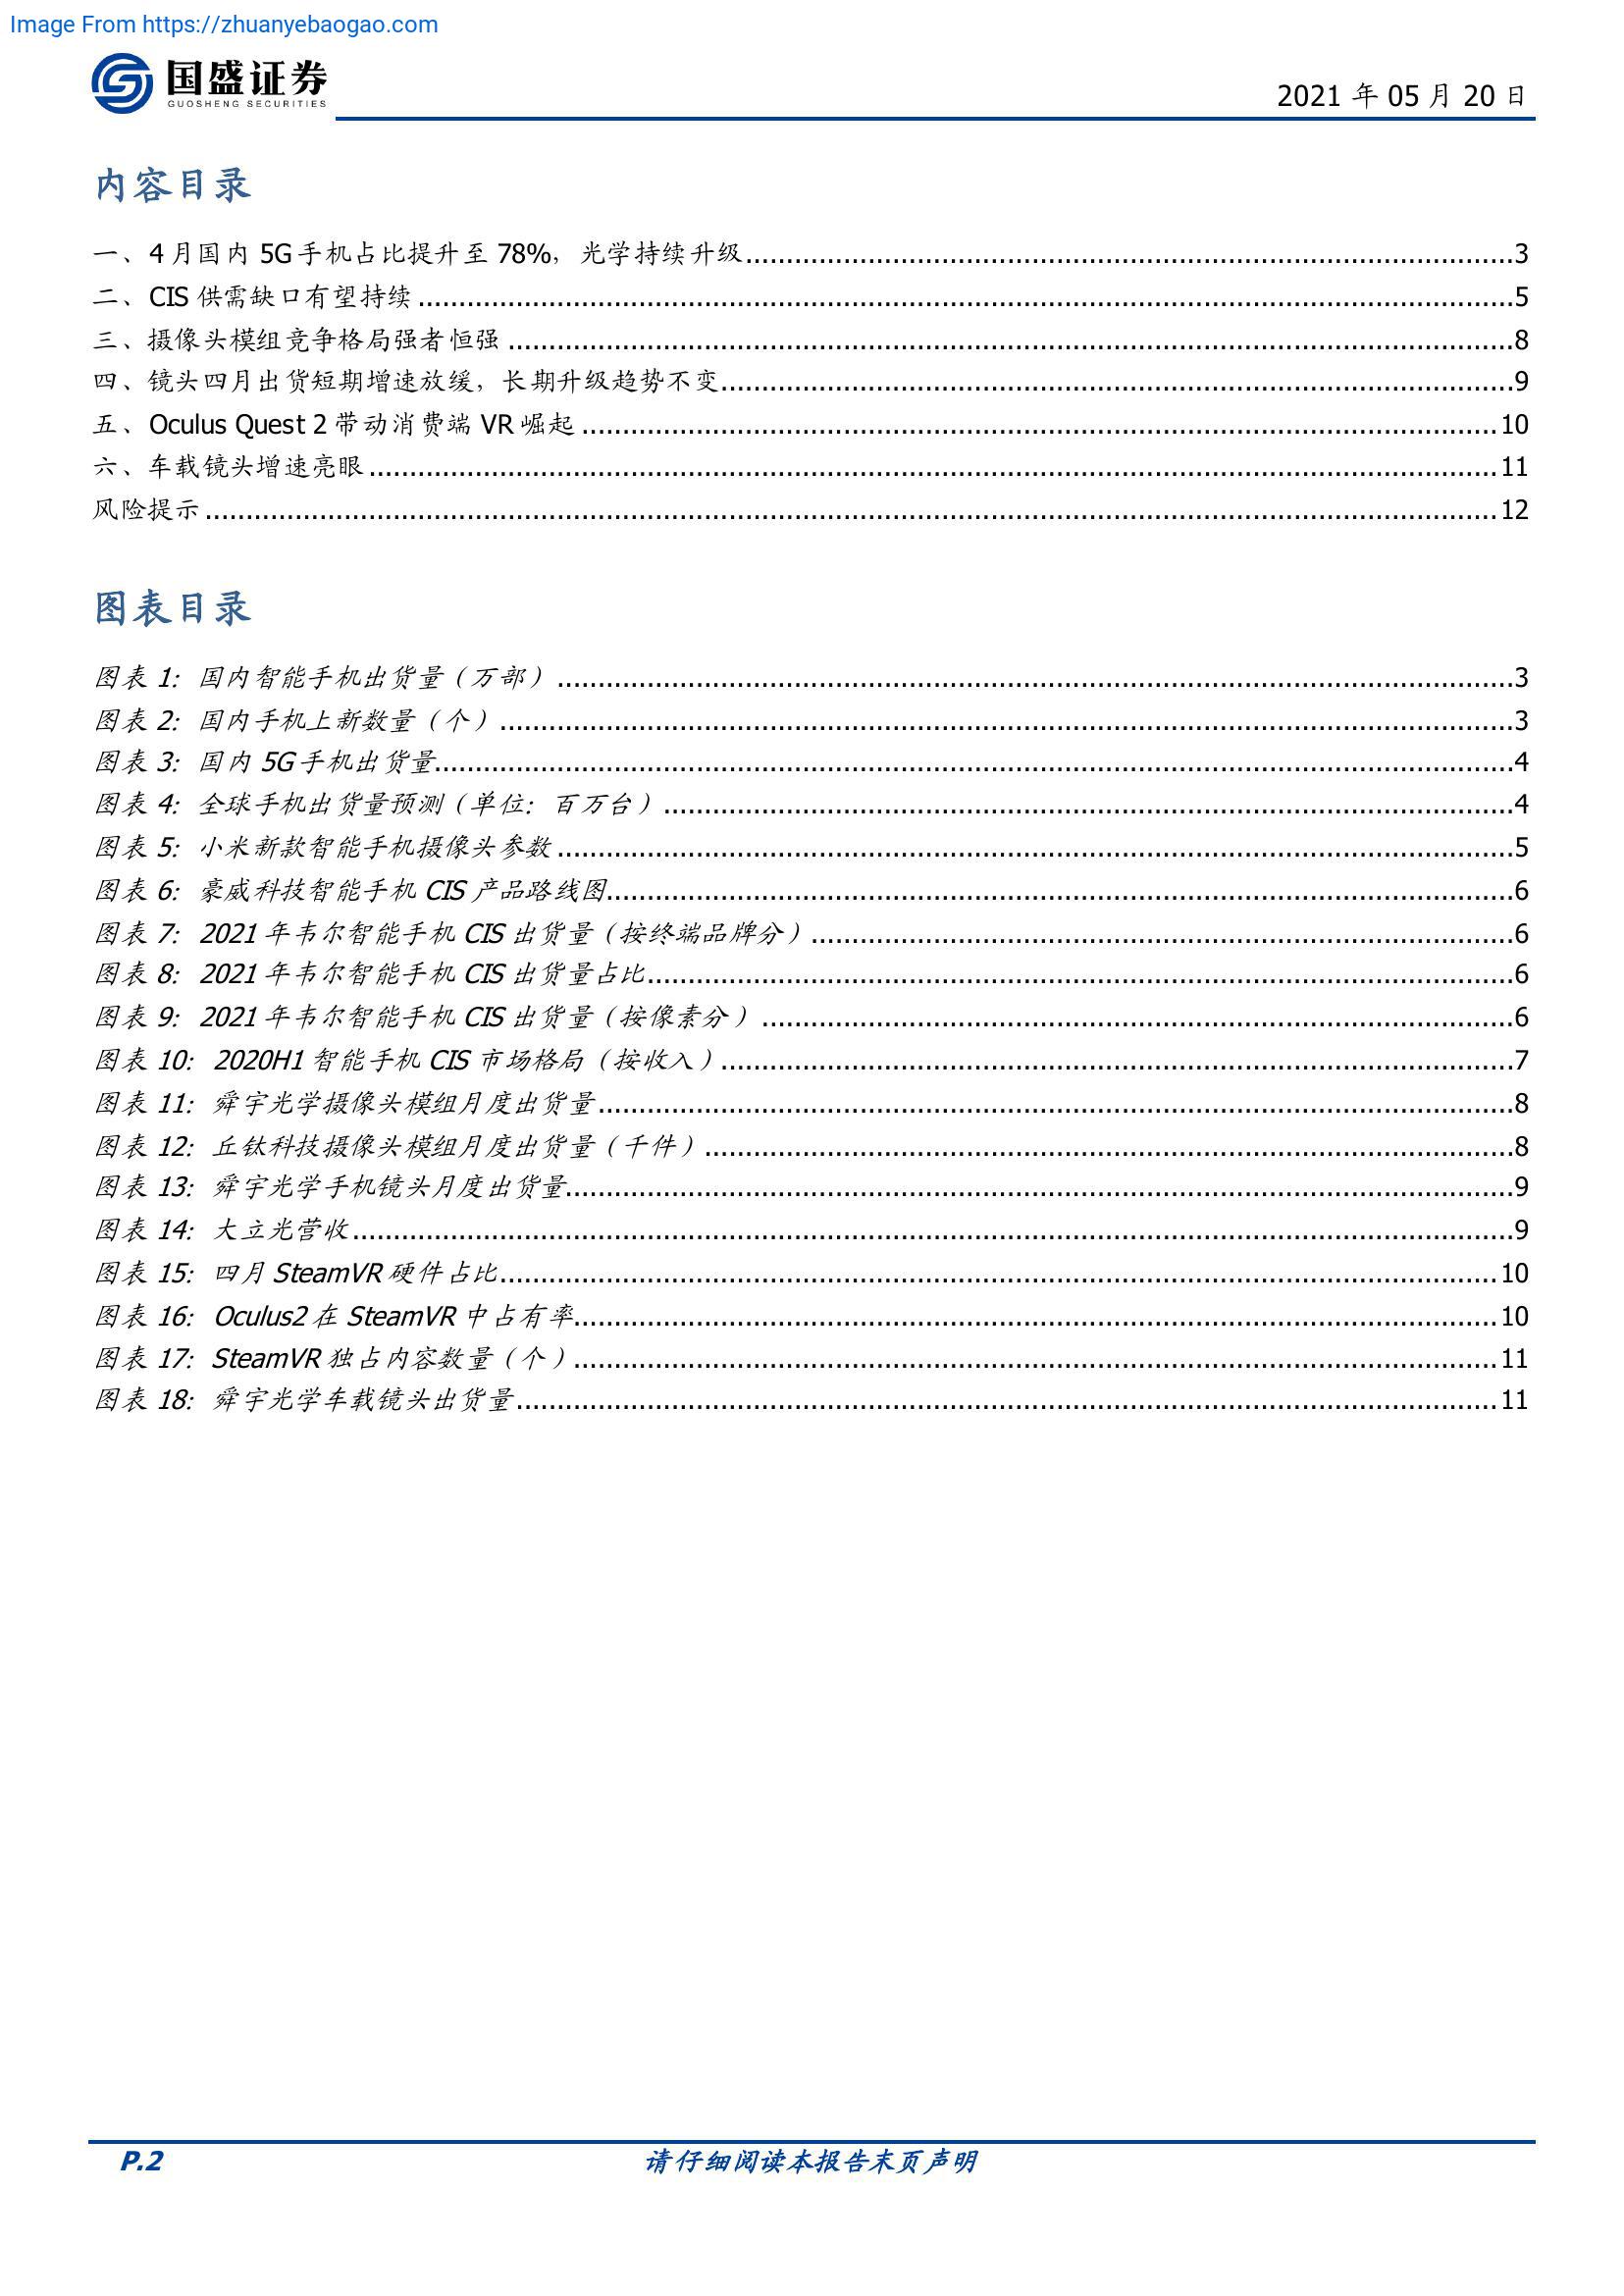 Image From https://zhuanyebaogao.com
国盛证券
GUOSHENG SECURITIES
2021 年 05 月 20 日
内容目录
一、4 月国内 5G 手机占比提升至 78%，光学持续升级 3
二、CIS 供需缺口有望持续 5
三、摄像头模组竞争格局强者恒强 8
四、镜头四月出货短期增速放缓，长期升级趋势不变 9
五、Oculus Quest 2 带动消费端 VR 崛起 10
六、车载镜头增速亮眼 11
风险提示 12
图表目录
图表 1: 国内智能手机出货量（万部） 3
图表 2: 国内手机上新数量（个） 3
图表 3: 国内 5G 手机出货量 4
图表 4: 全球手机出货量预测（单位：百万台） 4
图表 5: 小米新款智能手机摄像头参数 5
图表 6: 豪威科技智能手机 CIS 产品路线图 6
图表 7: 2021 年韦尔智能手机 CIS 出货量（按终端品牌分） 6
图表 8: 2021 年韦尔智能手机 CIS 出货量占比 6
图表 9: 2021 年韦尔智能手机 CIS 出货量（按像素分） 6
图表 10: 2020H1 智能手机 CIS 市场格局（按收入） 7
图表 11: 舜宇光学摄像头模组月度出货量 8
图表 12: 丘钛科技摄像头模组月度出货量（千件） 8
图表 13: 舜宇光学手机镜头月度出货量 9
图表 14: 大立光营收 9
图表 15: 四月 SteamVR 硬件占比 10
图表 16: Oculus2 在 SteamVR 中占有率 10
图表 17: SteamVR 独占内容数量（个） 11
图表 18: 舜宇光学车载镜头出货量 11
P.2
请仔细阅读本报告末页声明